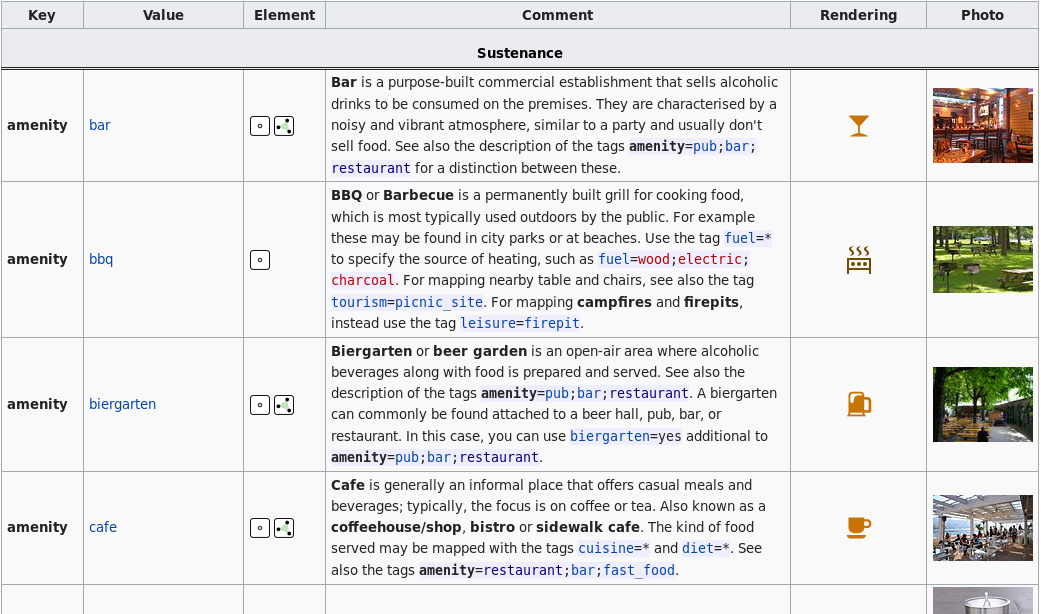 Key Value Element Comment Rendering Photo
Sustenance
amenity bar
Bar is a purpose-built commercial establishment that sells alcoholic
drinks to be consumed on the premises. They are characterised by a
noisy and vibrant atmosphere, similar to a party and usually don't
sell food. See also the description of the tags amenity=pub;bar;
restaurant for a distinction between these.
amenity bbq
BBQ or Barbecue is a permanently built grill for cooking food,
which is most typically used outdoors by the public. For example
these may be found in city parks or at beaches. Use the tag fuel=*
to specify the source of heating, such as fuel=wood;electric;
charcoal. For mapping nearby table and chairs, see also the tag
tourism=picnic_site. For mapping campfires and firepits,
instead use the tag leisure=firepit.
amenity biergarten
Biergarten or beer garden is an open-air area where alcoholic
beverages along with food is prepared and served. See also the
description of the tags amenity=pub;bar;restaurant. A biergarten
can commonly be found attached to a beer hall, pub, bar, or
restaurant. In this case, you can use biergarten=yes additional to
amenity=pub;bar;restaurant.
amenity cafe
Cafe is generally an informal place that offers casual meals and
beverages; typically, the focus is on coffee or tea. Also known as a
coffeehouse/shop, bistro or sidewalk cafe. The kind of food
served may be mapped with the tags cuisine=* and diet=*. See
also the tags amenity=restaurant;bar;fast_food.